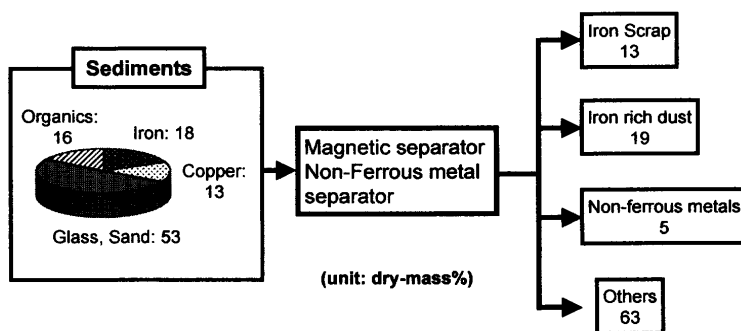 Sediments
Organics:
16
Iron: 18
Copper:
13
Glass, Sand: 53
Magnetic separator
Non-Ferrous metal
separator
(unit: dry-mass%)
Iron Scrap
13
Iron rich dust
19
Non-ferrous metals
5
Others
63